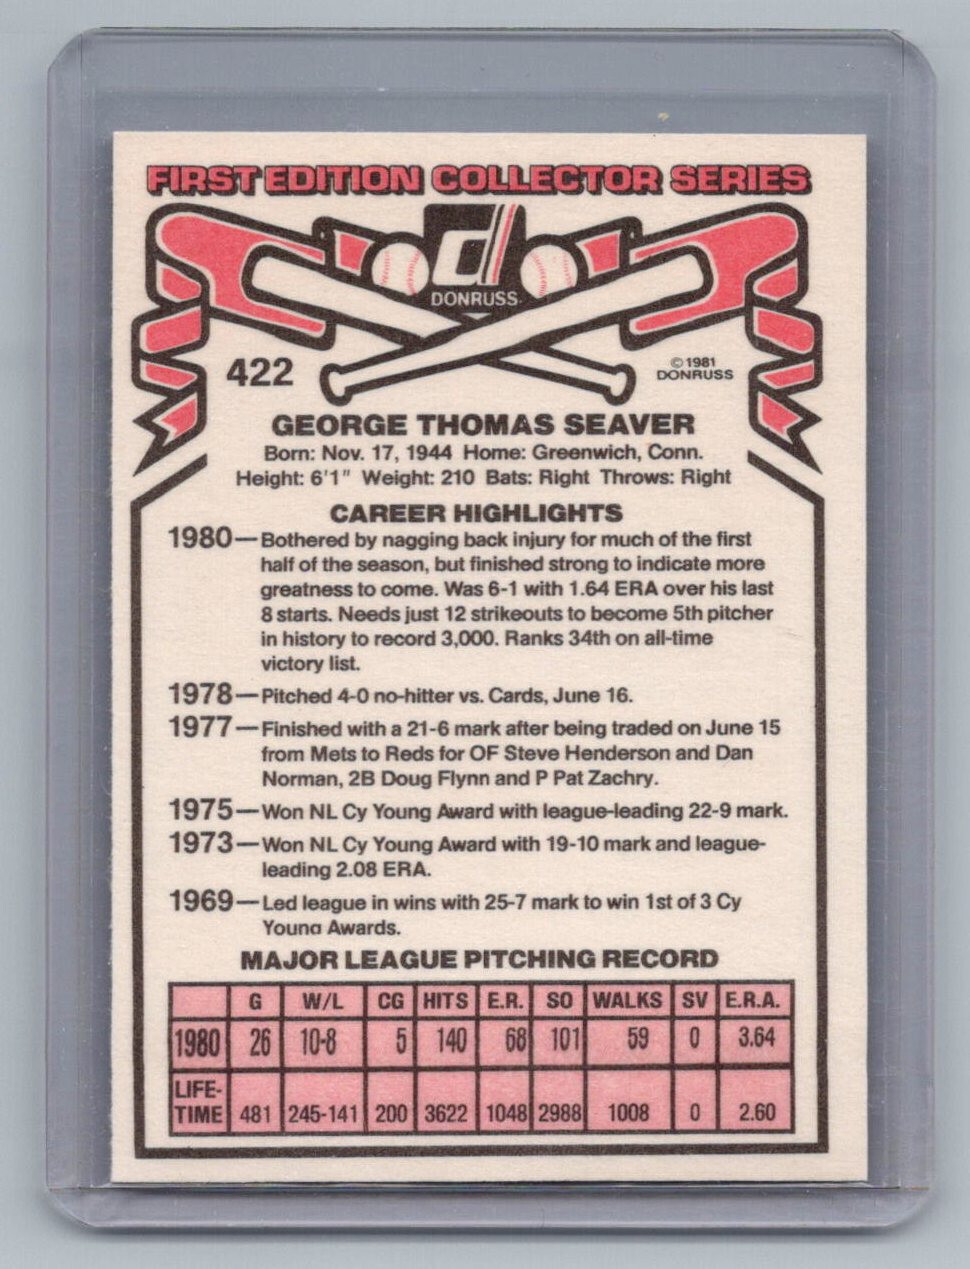 FIRST EDITION COLLECTOR SERIES
d
DONRUSS
422
© 1981
DONRUSS
GEORGE THOMAS SEAVER
Born: Nov. 17, 1944 Home: Greenwich, Conn.
Height: 6'1" Weight: 210 Bats: Right Throws: Right
CAREER HIGHLIGHTS
1980—Bothered by nagging back injury for much of the first
half of the season, but finished strong to indicate more
greatness to come. Was 6-1 with 1.64 ERA over his last
8 starts. Needs just 12 strikeouts to become 5th pitcher
in history to record 3,000. Ranks 34th on all-time
victory list.
1978—Pitched 4-0 no-hitter vs. Cards, June 16.
1977—Finished with a 21-6 mark after being traded on June 15
from Mets to Reds for OF Steve Henderson and Dan
Norman, 2B Doug Flynn and P Pat Zachry.
1975—Won NL Cy Young Award with league-leading 22-9 mark.
1973—Won NL Cy Young Award with 19-10 mark and league-
leading 2.08 ERA.
1969—Led league in wins with 25-7 mark to win 1st of 3 Cy
Young Awards.
MAJOR LEAGUE PITCHING RECORD
G W/L CG HITS E.R. SO WALKS SV E.R.A.
1980 26 10-8 5 140 68 101 59 0 3.64
LIFE-
TIME 481 245-141 200 3622 1048 2988 1008 0 2.60